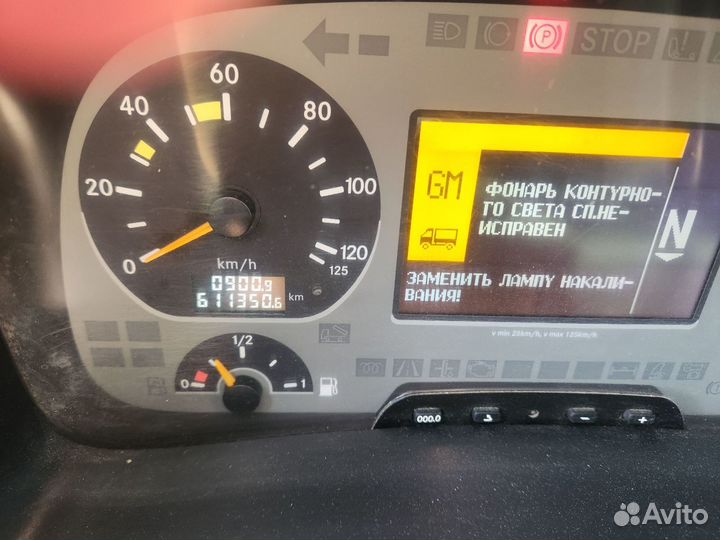 STOP
(P)
20
40
60
80
100
120
125
0
km/h
0900.9
611350.6 km
GM
ФОНАРЬ КОНТУРНО-
ГО СВЕТА СП.НЕ-
ИСПРАВЕН
N
ЗАМЕНИТЬ ЛАМПУ НАКАЛИ-
ВАНИЯ!
v min 25km/h, v max 125km/h
0
1/2
1
000.0
-
+
Avito